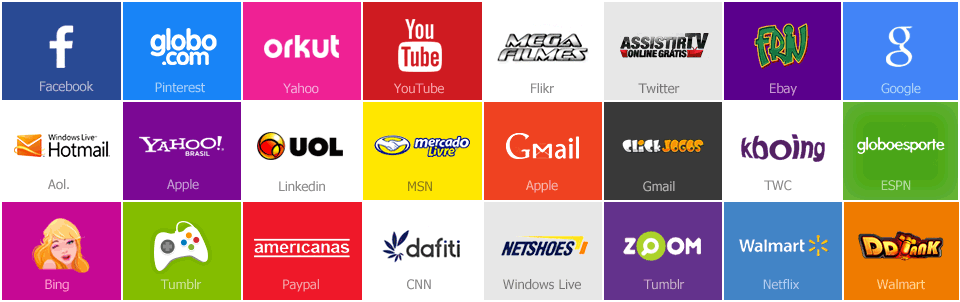 f
globo
.com
orkut
You
Tube
MEGA
FILMES
ASSISTIRTV
ONLINE GRÁTIS
FRIV
g
Facebook
Pinterest
Yahoo
YouTube
Flikr
Twitter
Ebay
Google
Windows Live™
Hotmail
YAHOO!
BRASIL
UOL
mercado
livre
Gmail
CLICK JOGOS
kboing
globoesporte
Aol.
Apple
Linkedin
MSN
Apple
Gmail
TWC
ESPN
americanas
dafiti
NETSHOES
ZOOM
Walmart
DDTANK
Bing
Tumblr
Paypal
CNN
Windows Live
Tumblr
Netflix
Walmart